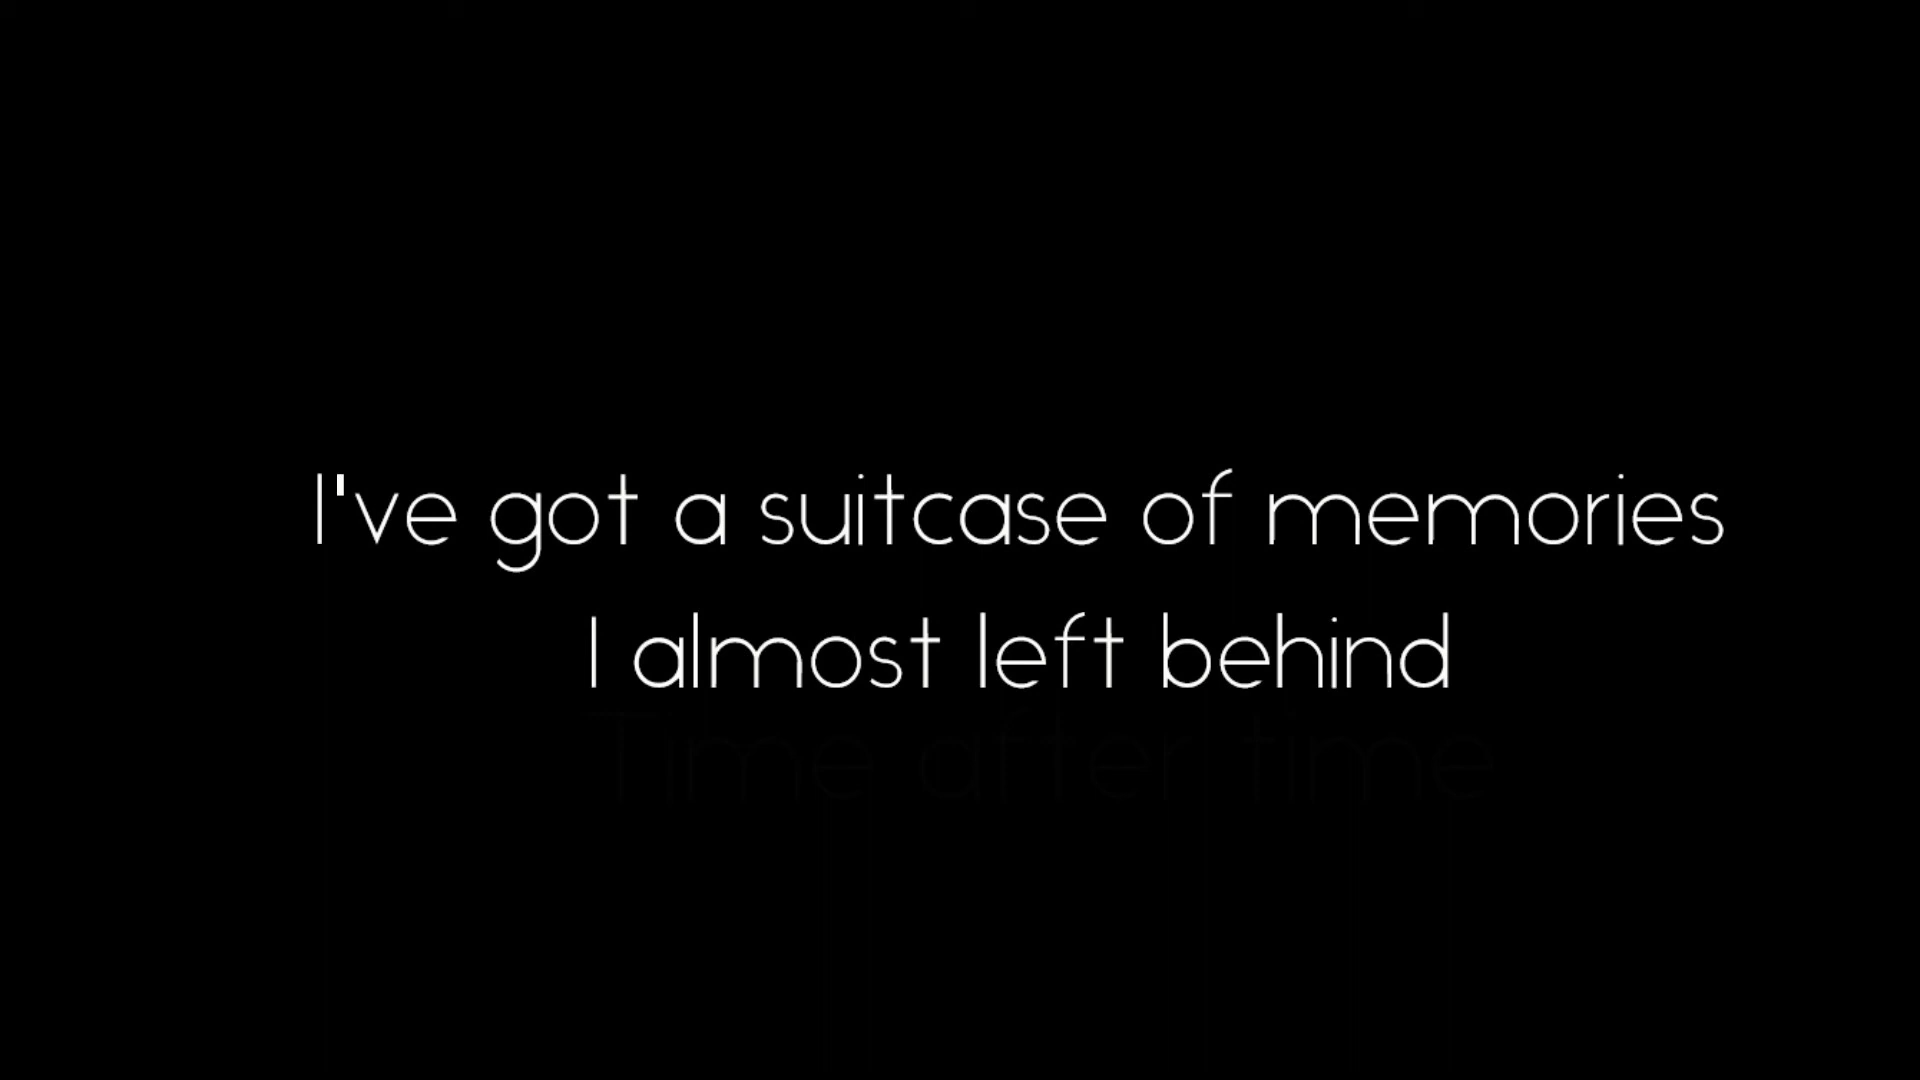 I've got a suitcase of memories
I almost left behind
Time after time